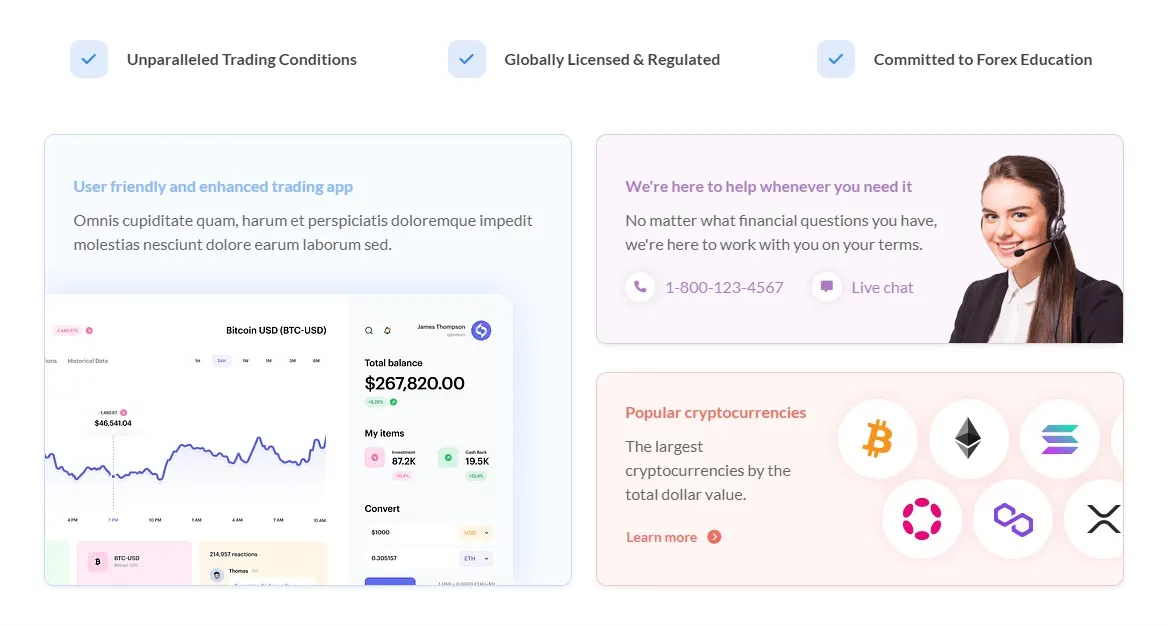 Unparalleled Trading Conditions
Globally Licensed & Regulated
Committed to Forex Education
User friendly and enhanced trading app
Omnis cupiditate quam, harum et perspiciatis doloremque impedit
molestias nesciunt dolore earum laborum sed.
Bitcoin USD (BTC-USD)
Historical Data
1H
2AH
1W
1M
3M
6M
$46,541.04
4 PM
7 PM
10 PM
1 AM
4 AM
7 AM
10 AM
BTC-USD
Bitcoin USD
214,957 reactions
Thomas
James Thompson
Total balance
$267,820.00
My items
Investment
87.2K
Cash Back
19.5K
Convert
$1000
USD
0.305157
ETH
We're here to help whenever you need it
No matter what financial questions you have,
we're here to work with you on your terms.
1-800-123-4567
Live chat
Popular cryptocurrencies
The largest
cryptocurrencies by the
total dollar value.
Learn more